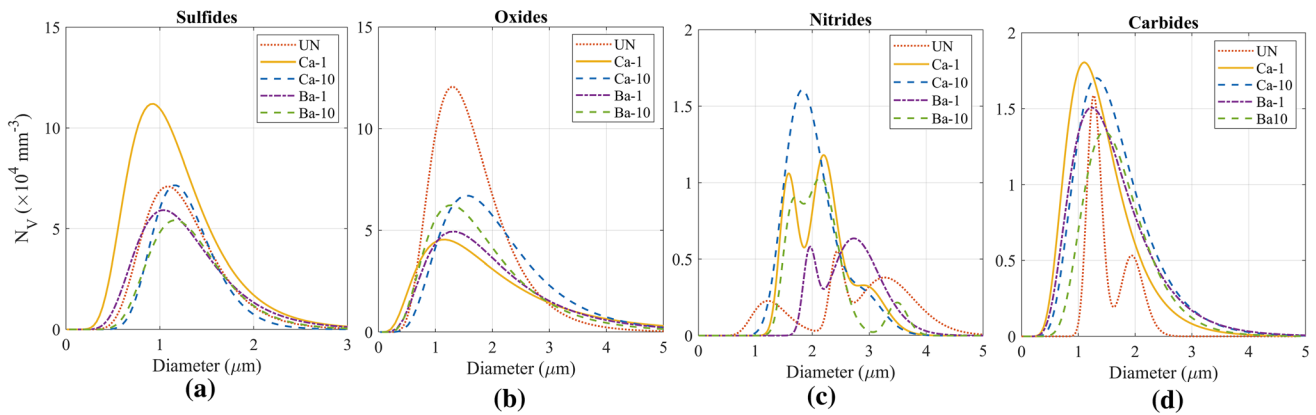 Sulfides
N_V (×10^4 mm^-3)
15
10
5
0
0
1
2
3
UN
Ca-1
Ca-10
Ba-1
Ba-10
Diameter (μm)
(a)
Oxides
15
10
5
0
0
1
2
3
4
5
UN
Ca-1
Ca-10
Ba-1
Ba-10
Diameter (μm)
(b)
Nitrides
2
1.5
1
0.5
0
0
1
2
3
4
5
UN
Ca-1
Ca-10
Ba-1
Ba-10
Diameter (μm)
(c)
Carbides
2
1.5
1
0.5
0
0
1
2
3
4
5
UN
Ca-1
Ca-10
Ba-1
Ba10
Diameter (μm)
(d)